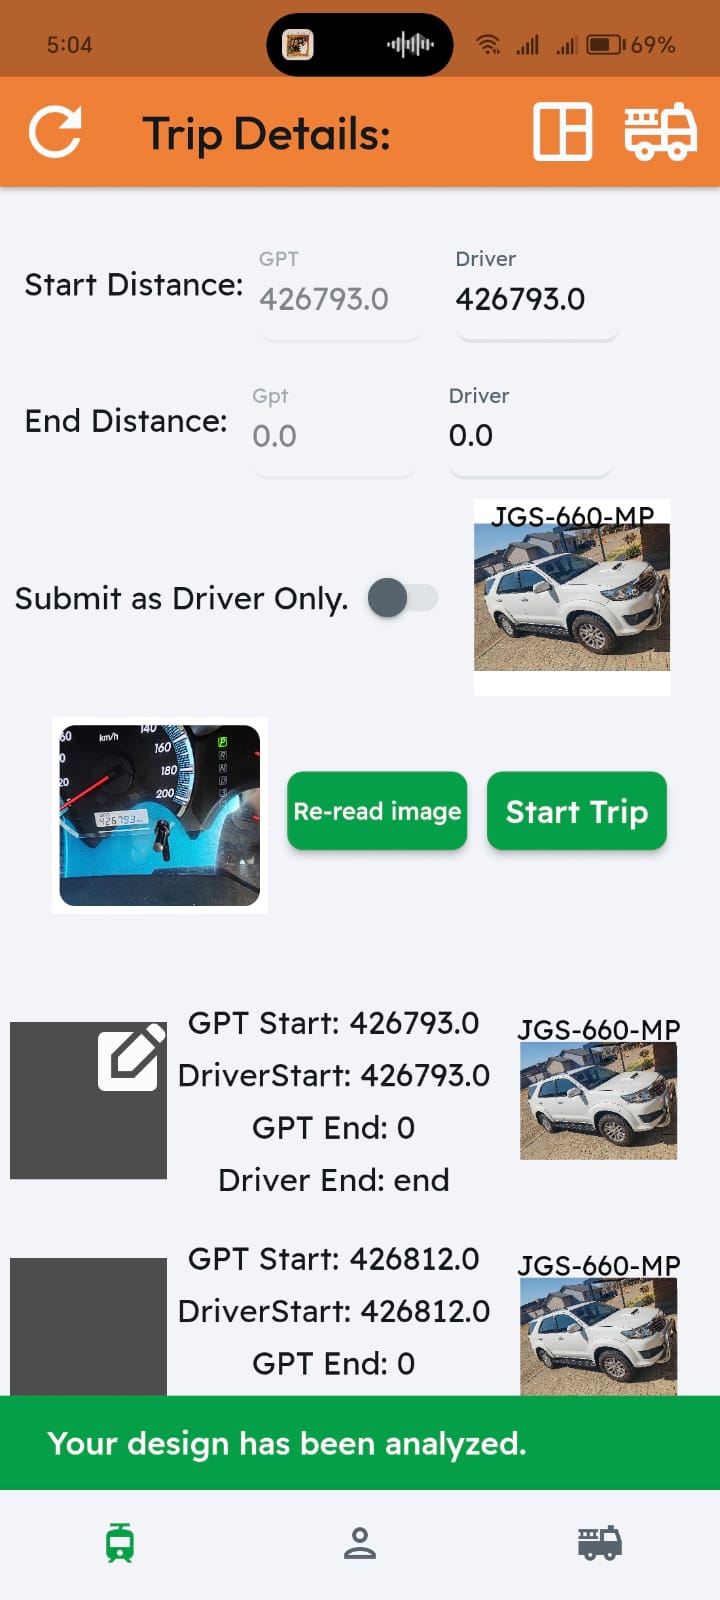 5:04
69%
Trip Details:
GPT
Driver
Start Distance:
426793.0
426793.0
Gpt
Driver
End Distance:
0.0
0.0
JGS-660-MP
Submit as Driver Only.
km/h
140
160
180
200
P
426793
Re-read image
Start Trip
GPT Start: 426793.0
JGS-660-MP
DriverStart: 426793.0
GPT End: 0
Driver End: end
GPT Start: 426812.0
JGS-660-MP
DriverStart: 426812.0
GPT End: 0
Your design has been analyzed.